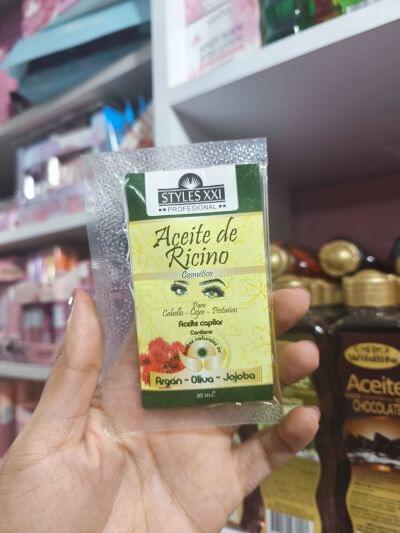 STYLES XXI
PROFESIONAL
Aceite de
Ricino
Cosmético
Para
Cabello - Cejas - Pestañas
Aceite capilar
Contiene
Argán - Oliva - Jojoba
10 mL
Wildlife
Aceite
CHOCOLATE